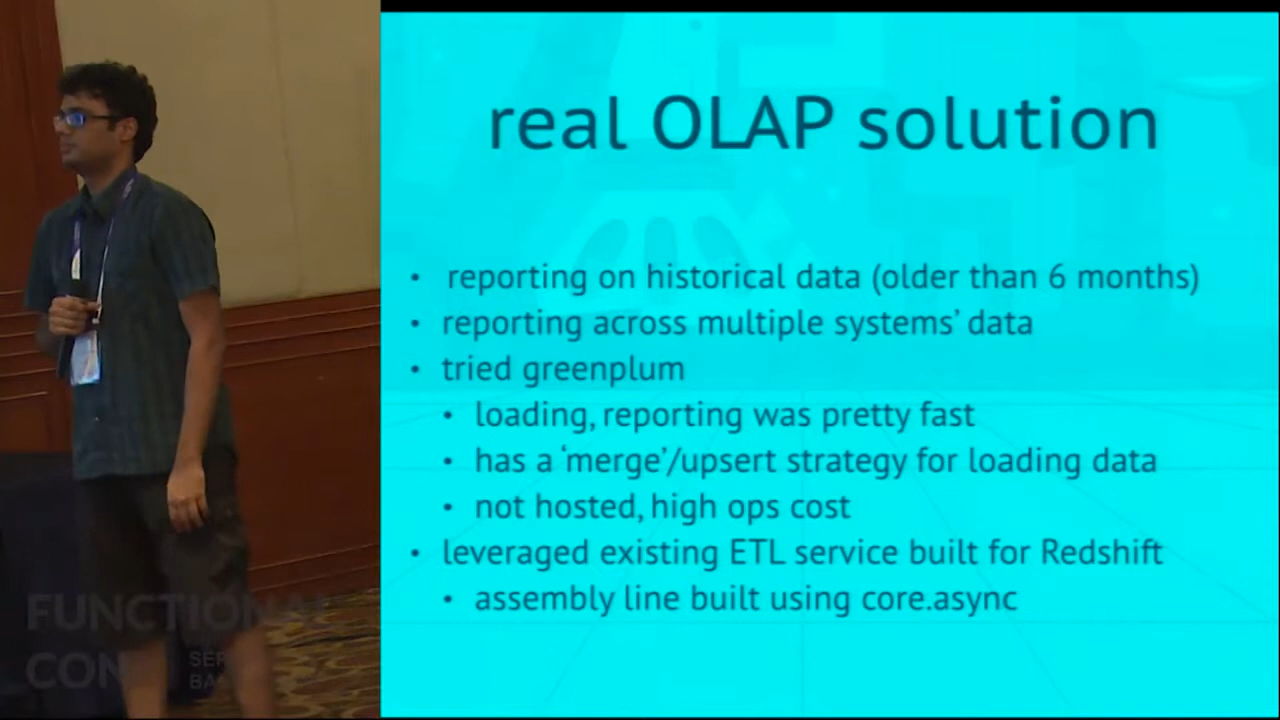 real OLAP solution
• reporting on historical data (older than 6 months)
• reporting across multiple systems’ data
• tried greenplum
• loading, reporting was pretty fast
• has a ‘merge’/upsert strategy for loading data
• not hosted, high ops cost
• leveraged existing ETL service built for Redshift
• assembly line built using core.async
FUNCTIONAL
CONF